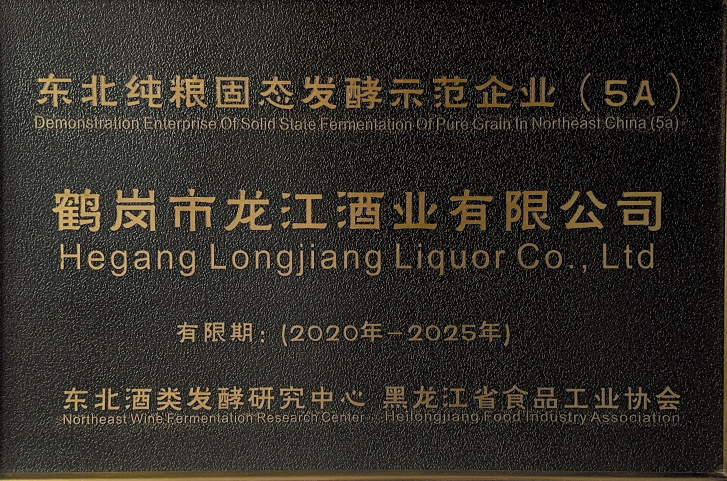 东北纯粮固态发酵示范企业（5A）
Demonstration Enterprise Of Solid State Fermentation Of Pure Grain In Northeast China (5a)
鹤岗市龙江酒业有限公司
Hegang Longjiang Liquor Co., Ltd
有限期：(2020年－2025年)
东北酒类发酵研究中心 黑龙江省食品工业协会
Northeast Wine Fermentation Research Center Heilongjiang Food Industry Association